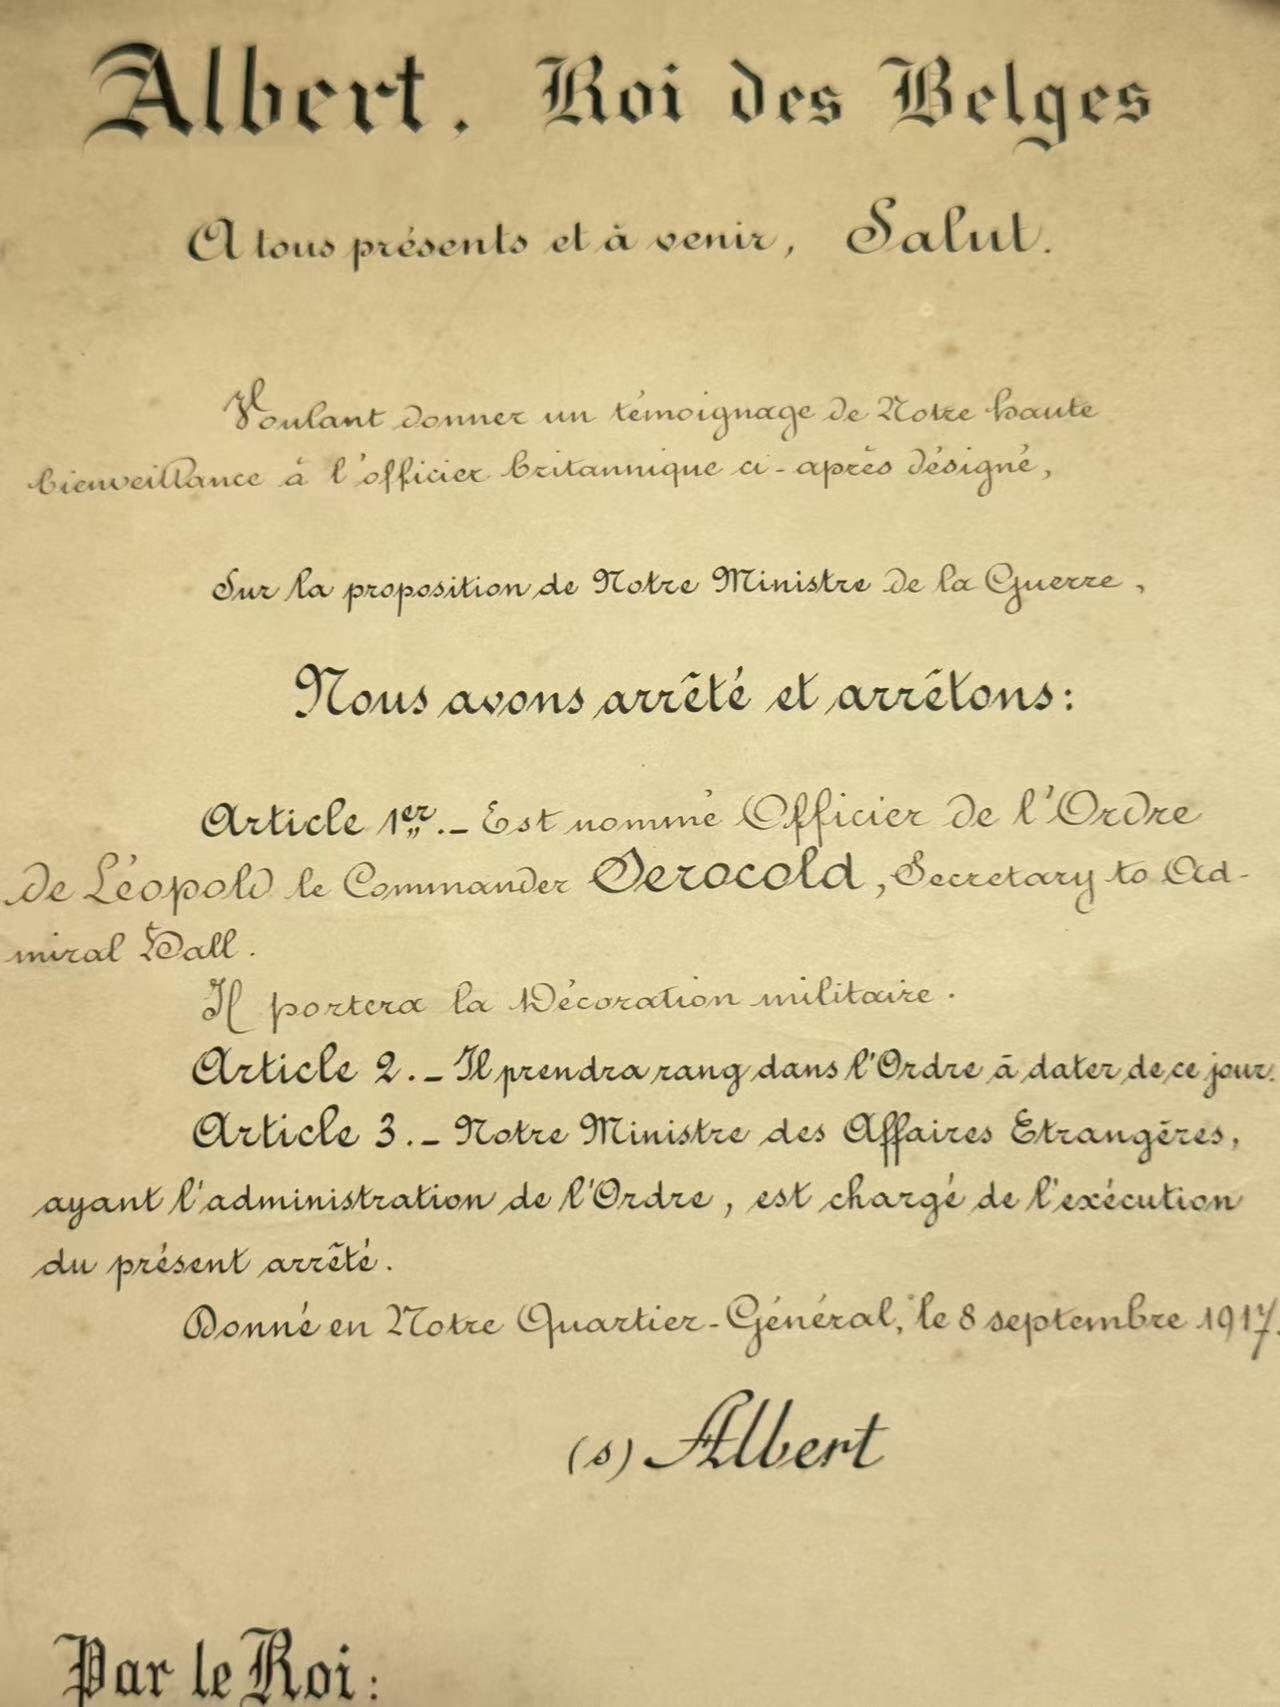 Albert, Roi des Belges
A tous présents et à venir, Salut.
Voulant donner un témoignage de Notre haute
bienveillance à l'officier britannique ci-après désigné,
Sur la proposition de Notre Ministre de la Guerre,
Nous avons arrêté et arrêtons:
Article 1er.- Est nommé Officier de l'Ordre
de Léopold le Commander Serocold, Secretary to Ad-
miral Hall.
Il portera la Décoration militaire.
Article 2.- Il prendra rang dans l'Ordre à dater de ce jour.
Article 3.- Notre Ministre des Affaires Etrangères,
ayant l'administration de l'Ordre, est chargé de l'exécution
du présent arrêté.
Donné en Notre Quartier-Général, le 8 septembre 1917.
(s) Albert
Par le Roi: